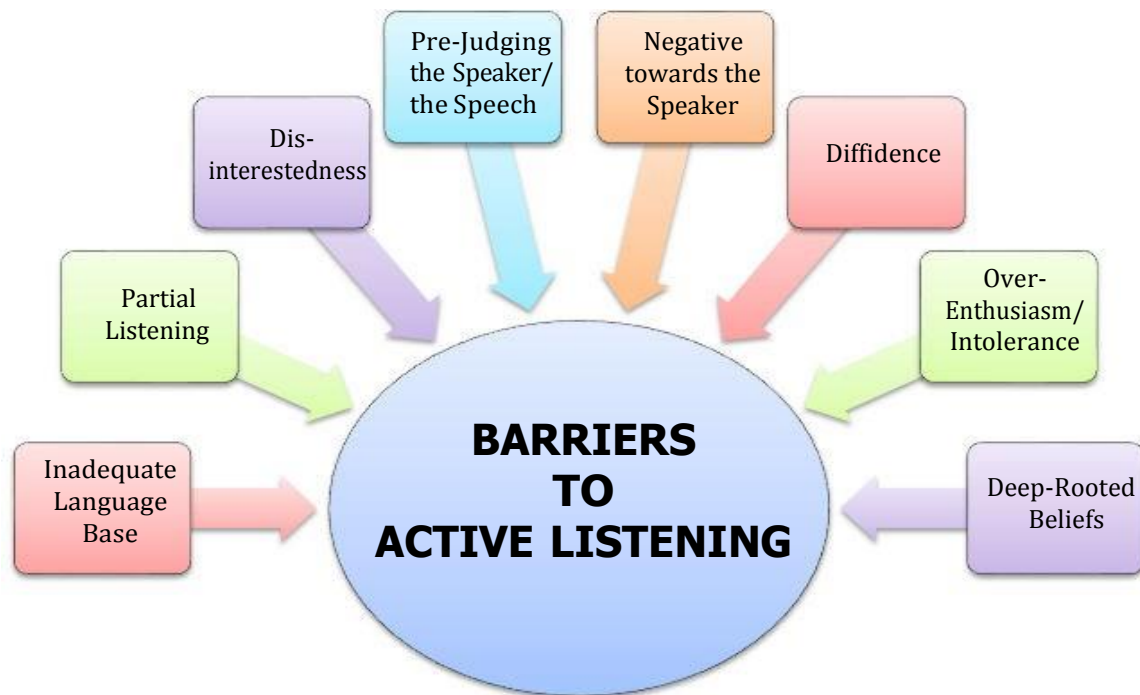 Pre-Judging
the Speaker/
the Speech
Negative
towards the
Speaker
Dis-
interestedness
Diffidence
Partial
Listening
Over-
Enthusiasm/
Intolerance
Inadequate
Language
Base
BARRIERS
TO
ACTIVE LISTENING
Deep-Rooted
Beliefs